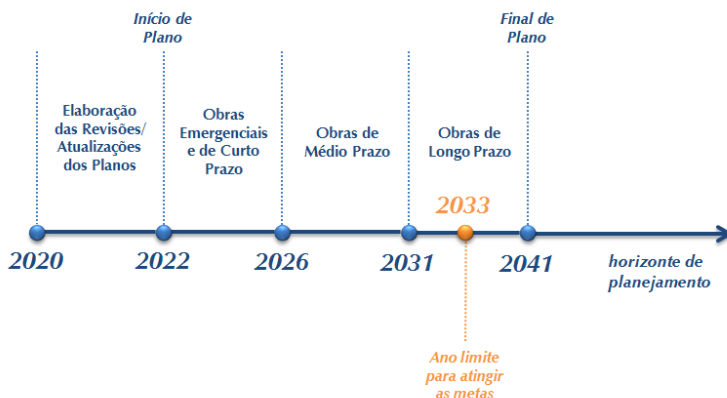 Início de
Plano
Final de
Plano
Elaboração
das Revisões/
Atualizações
dos Planos
Obras
Emergenciais
e de Curto
Prazo
Obras de
Médio Prazo
Obras de
Longo Prazo
2033
2020
2022
2026
2031
2041
horizonte de
planejamento
Ano limite
para atingir
as metas